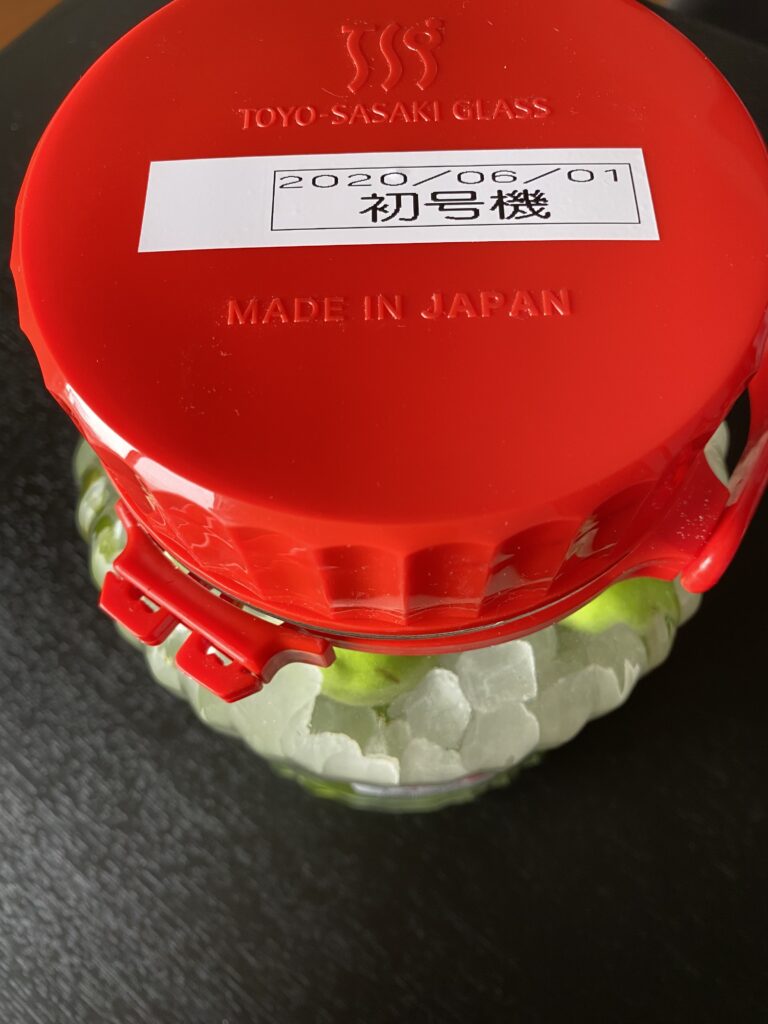 TOYO-SASAKI GLASS
2020/06/01
初号機
MADE IN JAPAN